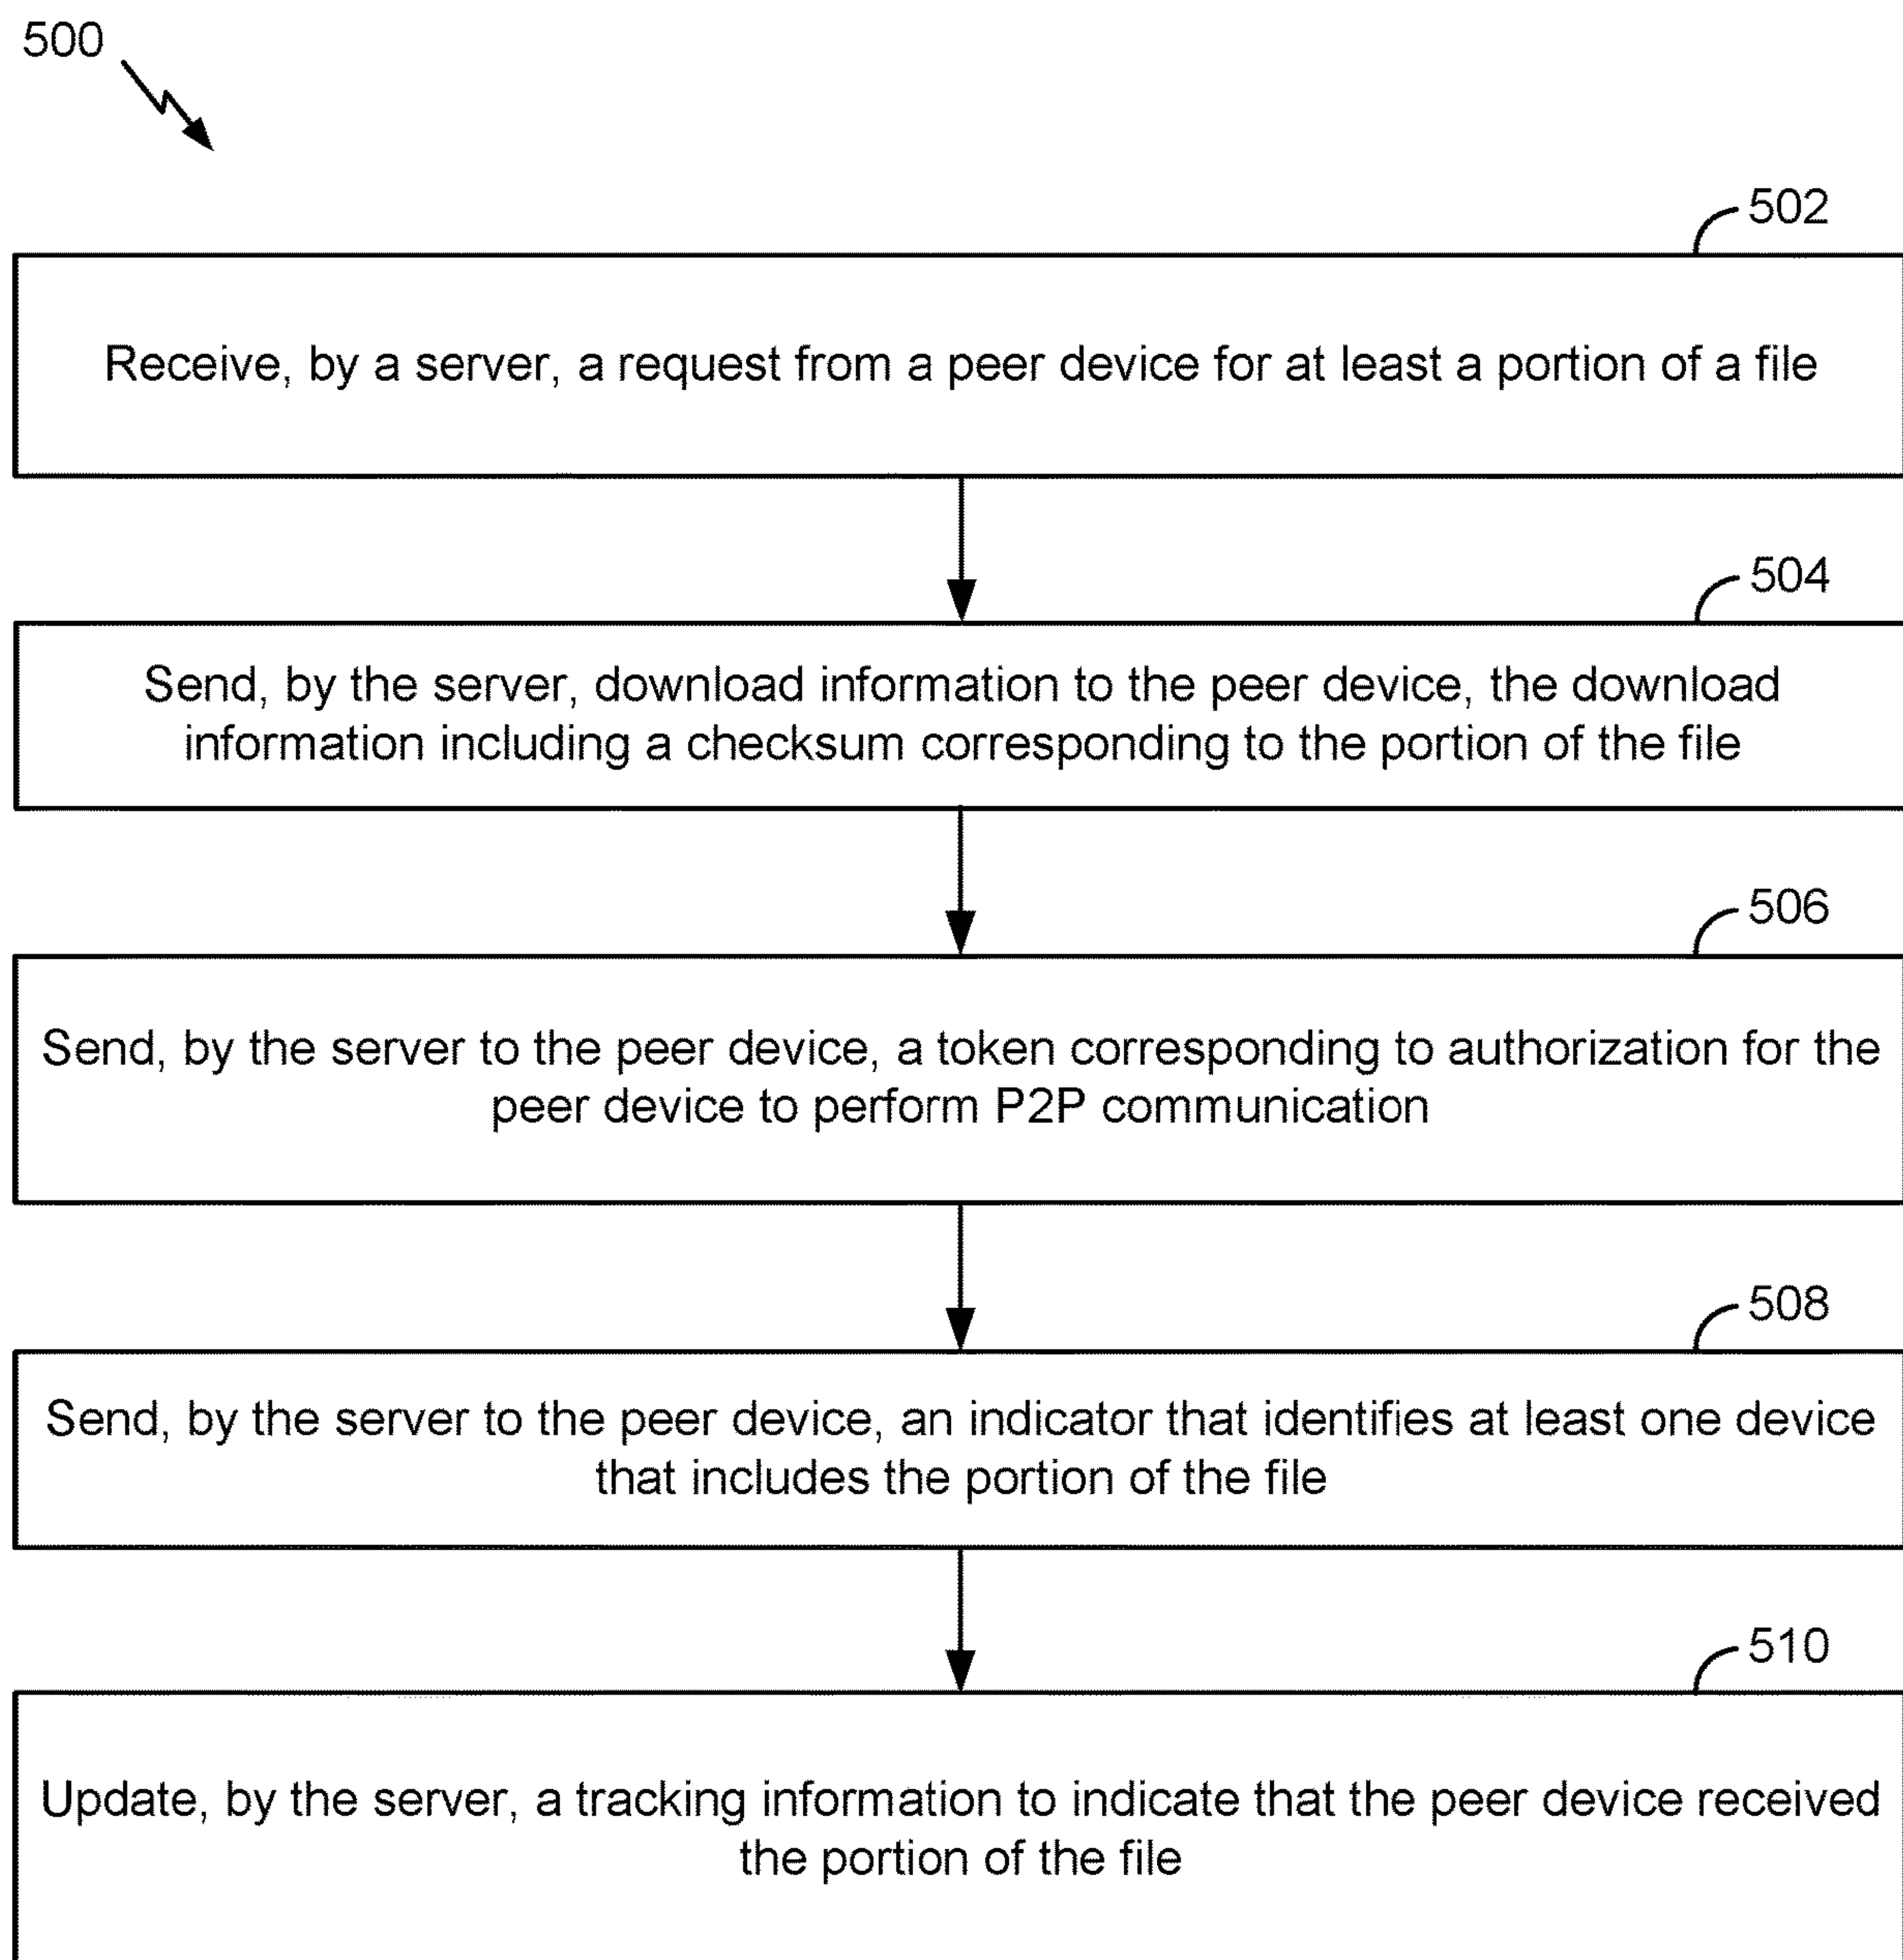 500
502
Receive, by a server, a request from a peer device for at least a portion of a file
504
Send, by the server, download information to the peer device, the download
information including a checksum corresponding to the portion of the file
506
Send, by the server to the peer device, a token corresponding to authorization for the
peer device to perform P2P communication
508
Send, by the server to the peer device, an indicator that identifies at least one device
that includes the portion of the file
510
Update, by the server, a tracking information to indicate that the peer device received
the portion of the file